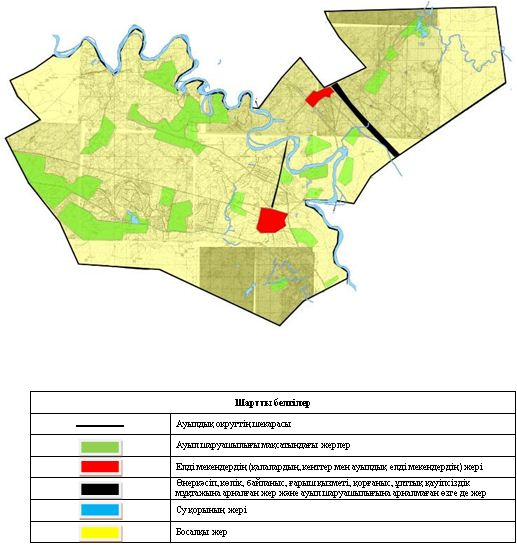 Шартты белгілер
Ауылдық округтің шекарасы
Ауыл шаруашылығы мақсатындағы жерлер
Елді мекендердің (қалалардың, кенттер мен ауылдық елді мекендердің) жері
Өнеркәсіп, көлік, байланыс, ғарыш қызметі, қорғаныс, ұлттық қауіпсіздік
мұқтажына арналған жер және ауыл шаруашылығына арналмаған өзге де жер
Су қорының жері
Босалқы жер